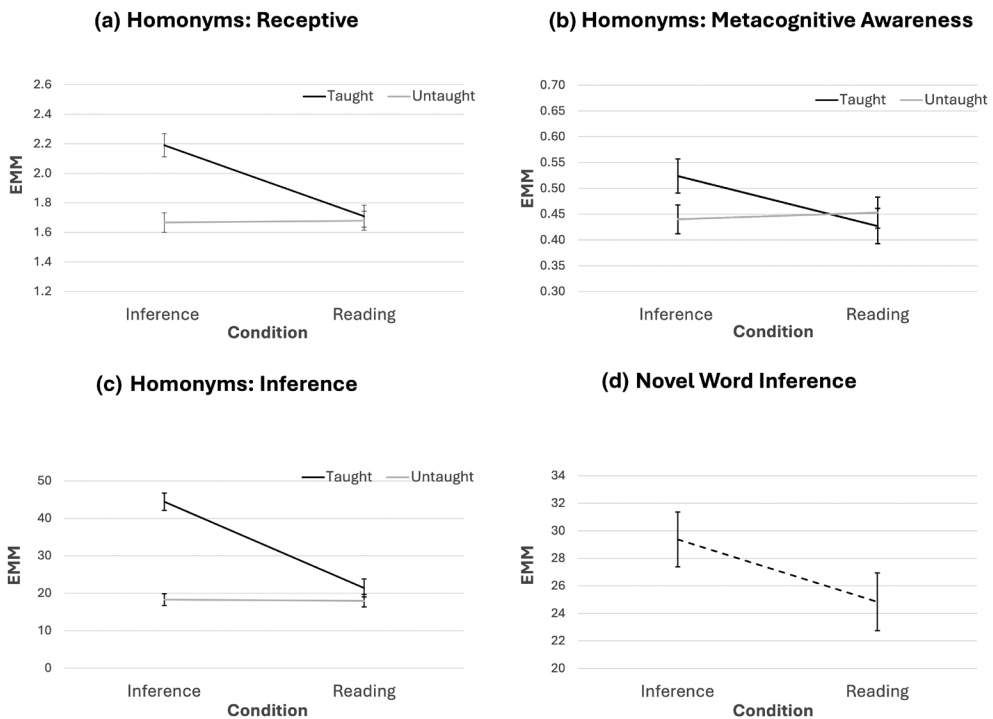 (a) Homonyms: Receptive
2.6
2.4
2.2
2.0
1.8
1.6
1.4
1.2
EMM
Taught Untaught
Inference Reading
Condition
(b) Homonyms: Metacognitive Awareness
0.70
0.65
0.60
0.55
0.50
0.45
0.40
0.35
0.30
EMM
Taught Untaught
Inference Reading
Condition
(c) Homonyms: Inference
50
40
30
20
10
0
EMM
Taught Untaught
Inference Reading
Condition
(d) Novel Word Inference
34
32
30
28
26
24
22
20
EMM
Inference Reading
Condition